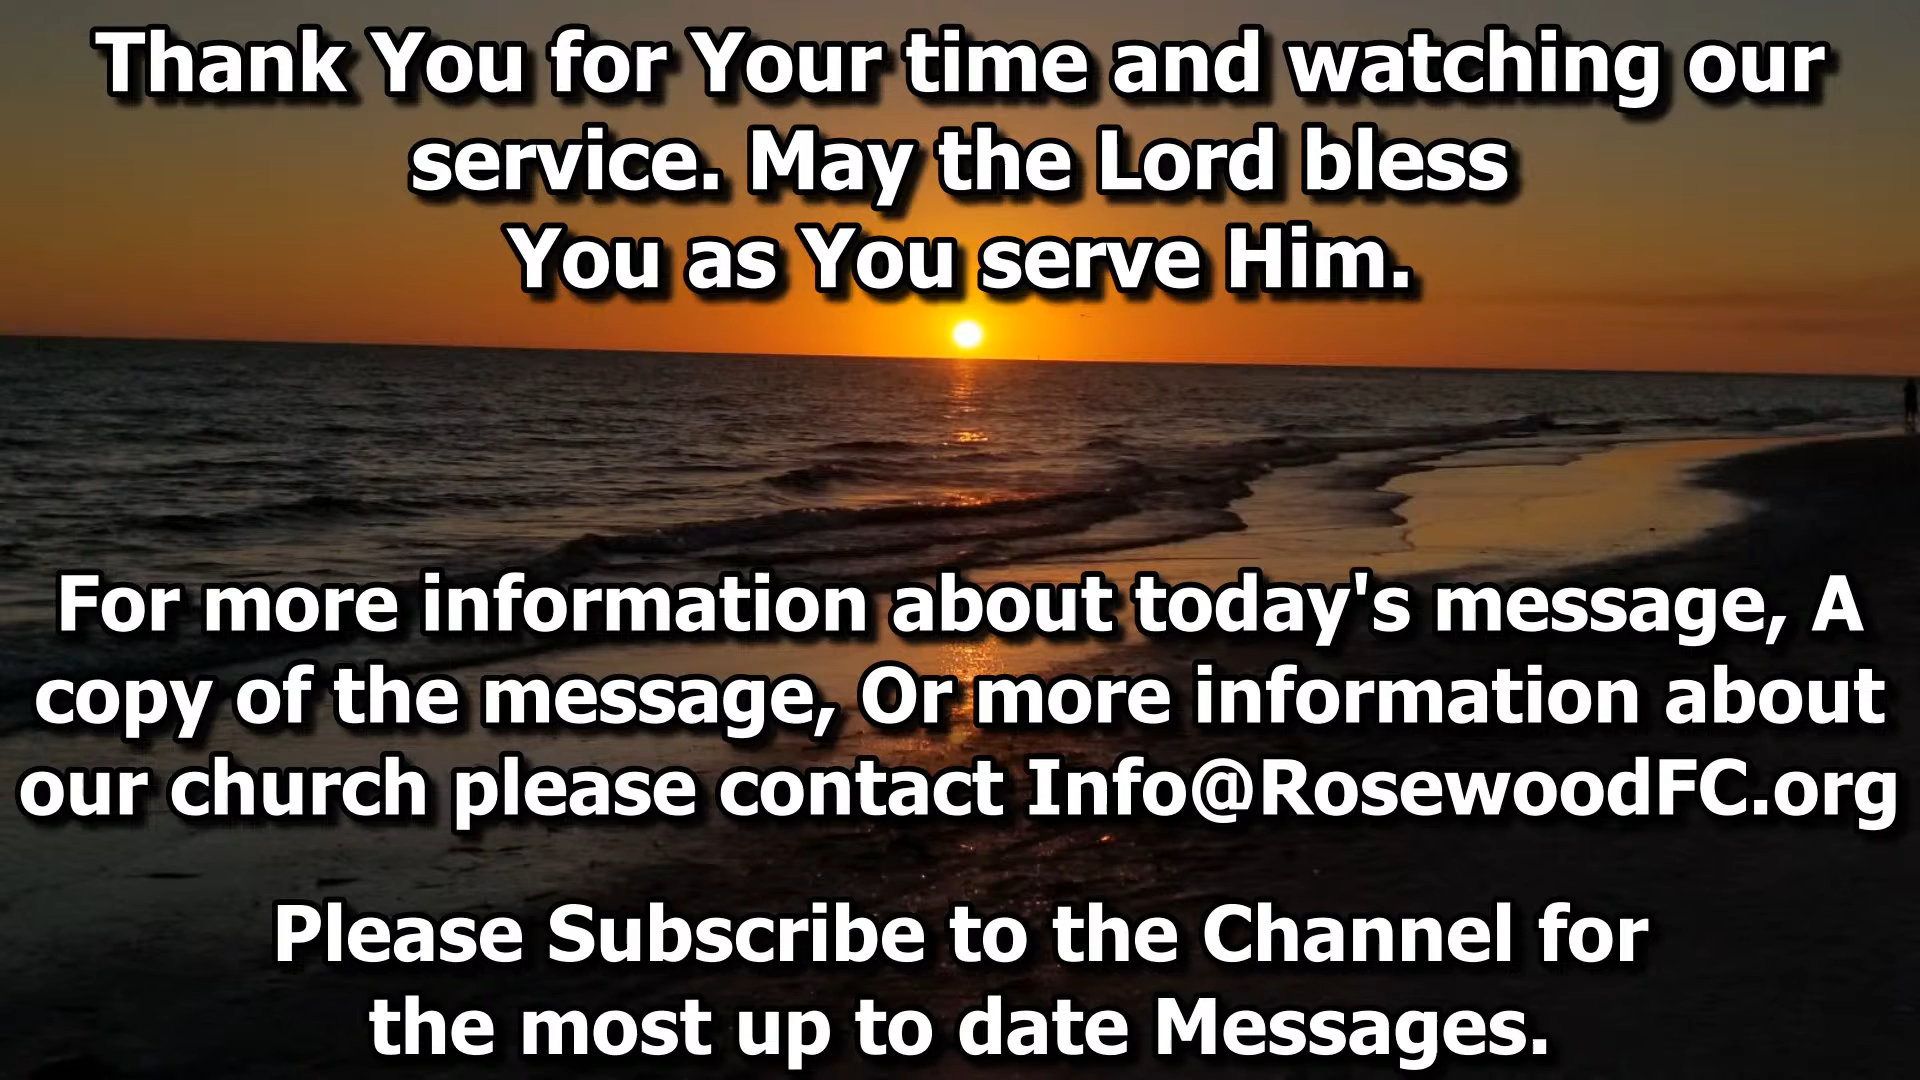 Thank You for Your time and watching our
service. May the Lord bless
You as You serve Him.
For more information about today's message, A
copy of the message, Or more information about
our church please contact Info@RosewoodFC.org
Please Subscribe to the Channel for
the most up to date Messages.